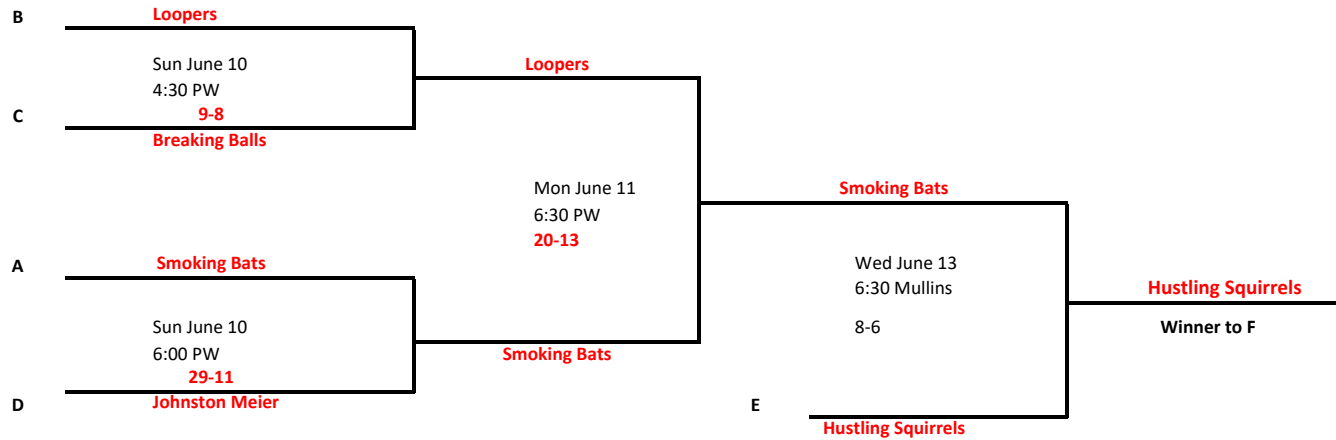 B
Loopers
Sun June 10
4:30 PW
9-8
C
Breaking Balls
Loopers
Mon June 11
6:30 PW
20-13
A
Smoking Bats
Sun June 10
6:00 PW
29-11
D
Johnston Meier
Smoking Bats
Smoking Bats
Wed June 13
6:30 Mullins
8-6
E
Hustling Squirrels
Hustling Squirrels
Winner to F